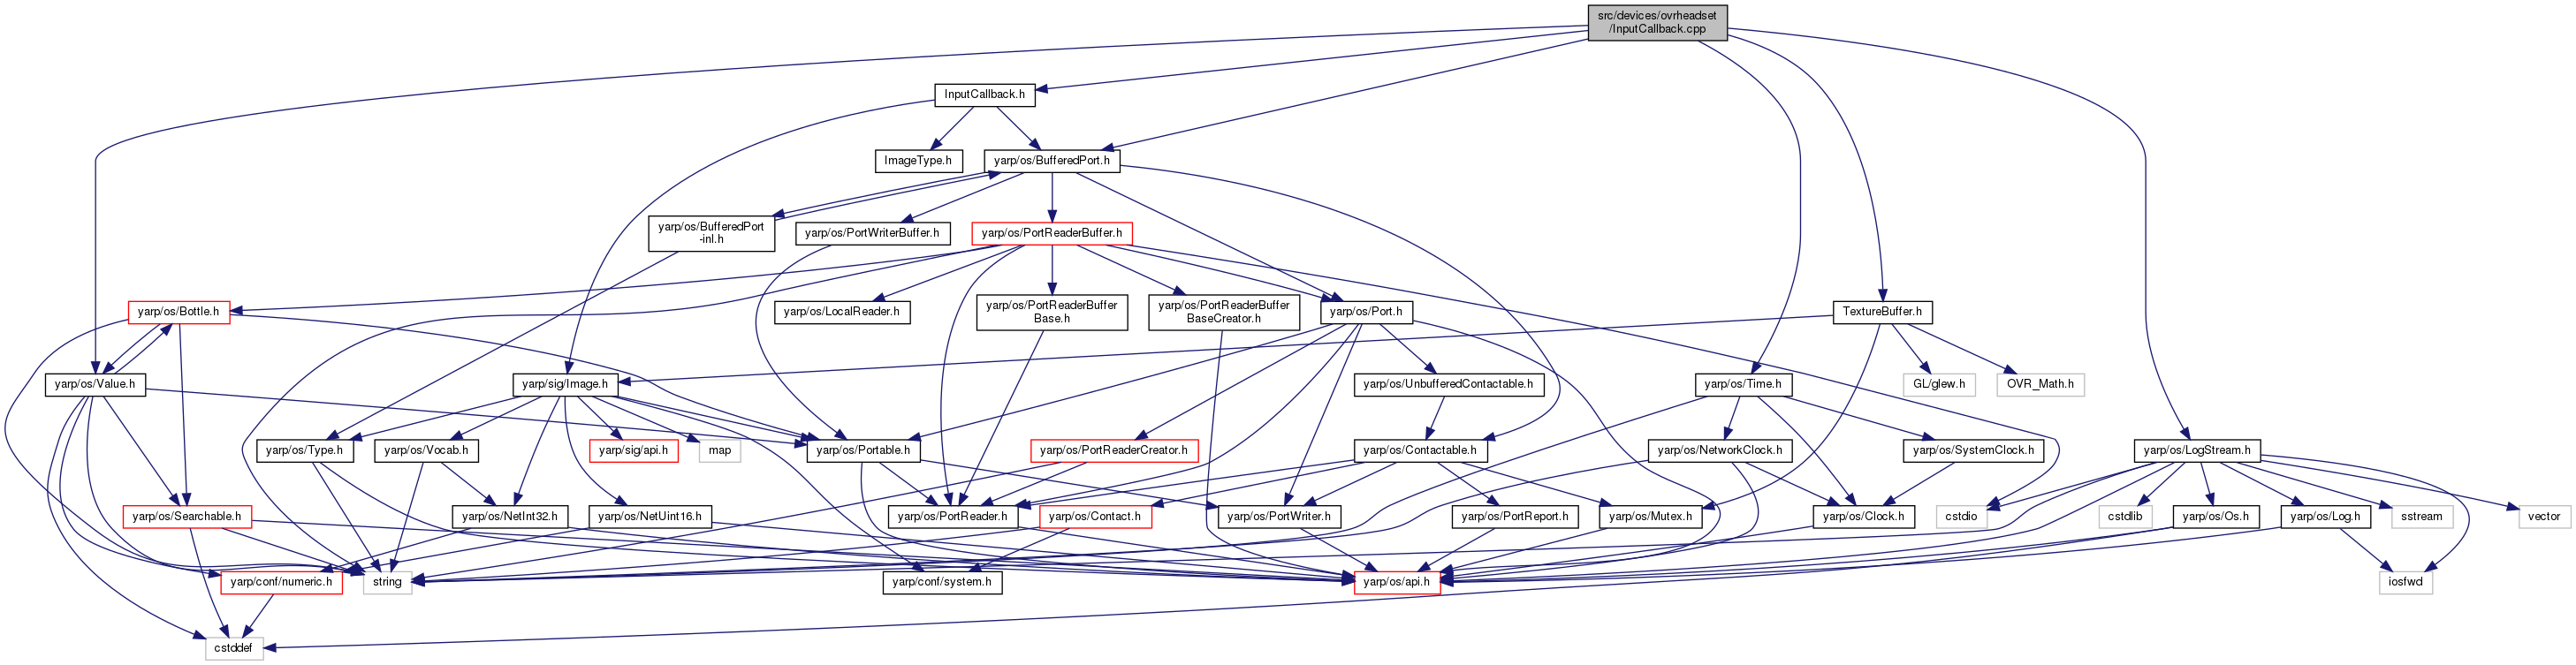 src/devices/ovrheadset
/InputCallback.cpp
InputCallback.h
ImageType.h
yarp/os/BufferedPort.h
yarp/os/BufferedPort
-inl.h
yarp/os/PortWriterBuffer.h
yarp/os/PortReaderBuffer.h
yarp/os/Bottle.h
yarp/os/LocalReader.h
yarp/os/PortReaderBuffer
Base.h
yarp/os/PortReaderBuffer
BaseCreator.h
yarp/os/Port.h
TextureBuffer.h
yarp/os/Value.h
yarp/sig/Image.h
yarp/os/UnbufferedContactable.h
yarp/os/Time.h
GL/glew.h
OVR_Math.h
yarp/os/Type.h
yarp/os/Vocab.h
yarp/sig/api.h
map
yarp/os/Portable.h
yarp/os/PortReaderCreator.h
yarp/os/Contactable.h
yarp/os/NetworkClock.h
yarp/os/SystemClock.h
yarp/os/LogStream.h
yarp/os/Searchable.h
yarp/os/NetInt32.h
yarp/os/NetUint16.h
yarp/os/PortReader.h
yarp/os/Contact.h
yarp/os/PortWriter.h
yarp/os/PortReport.h
yarp/os/Mutex.h
yarp/os/Clock.h
cstdio
cstdlib
yarp/os/Os.h
yarp/os/Log.h
sstream
vector
yarp/conf/numeric.h
string
yarp/conf/system.h
yarp/os/api.h
iosfwd
cstddef